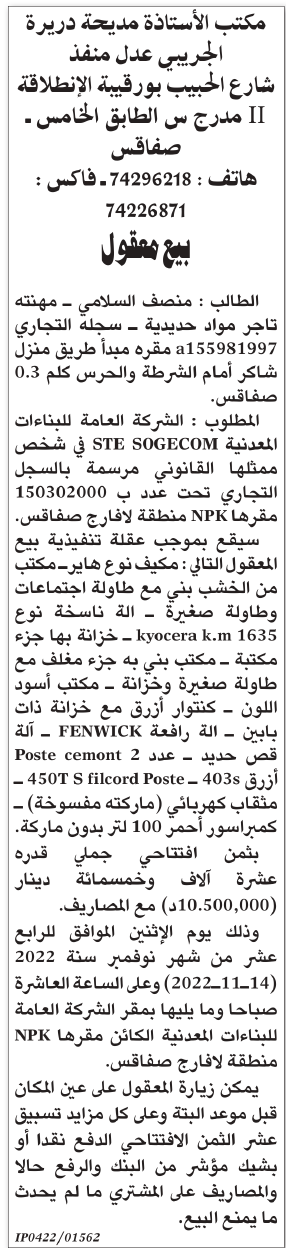 مكتب الأستاذة مديحة دريرة
الجريبي عدل منفذ
شارع الحبيب بورقيبة الإنطلاقة
II مدرج س الطابق الخامس ـ
صفاقس
هاتف : 74296218 ـ فاكس :
74226871
بيع معقول
الطالب : منصف السلامي ـ مهنته
تاجر مواد حديدية ـ سجله التجاري
a155981997 مقره مبدأ طريق منزل
شاكر أمام الشرطة والحرس كلم 0.3
صفاقس.
المطلوب : الشركة العامة للبناءات
المعدنية STE SOGECOM في شخص
ممثلها القانوني مرسمة بالسجل
التجاري تحت عدد ب 150302000
مقرها NPK منطقة لافارج صفاقس.
سيقع بموجب عقلة تنفيذية بيع
المعقول التالي : مكيف نوع هاير ـ مكتب
من الخشب بني مع طاولة اجتماعات
وطاولة صغيرة ـ الة ناسخة نوع
kyocera k.m 1635 ـ خزانة بها جزء
مكتبة ـ مكتب بني به جزء مغلف مع
طاولة صغيرة وخزانة ـ مكتب أسود
اللون ـ كنتوار أزرق مع خزانة ذات
بابين ـ الة رافعة FENWICK ـ آلة
قص حديد ـ عدد 2 Poste cemont
أزرق 403s ـ 450T S filcord Poste ـ
مثقاب كهربائي (ماركته مفسوخة) ـ
كمبراسور أحمر 100 لتر بدون ماركة.
بثمن افتتاحي جملي قدره
عشرة آلاف وخمسمائة دينار
(10.500,000د) مع المصاريف.
وذلك يوم الإثنين الموافق للرابع
عشر من شهر نوفمبر سنة 2022
(14ـ11ـ2022) وعلى الساعة العاشرة
صباحا وما يليها بمقر الشركة العامة
للبناءات المعدنية الكائن مقرها NPK
منطقة لافارج صفاقس.
يمكن زيارة المعقول على عين المكان
قبل موعد البتة وعلى كل مزايد تسبيق
عشر الثمن الافتتاحي الدفع نقدا أو
بشيك مؤشر من البنك والرفع حالا
والمصاريف على المشتري ما لم يحدث
ما يمنع البيع.
IP0422/01562